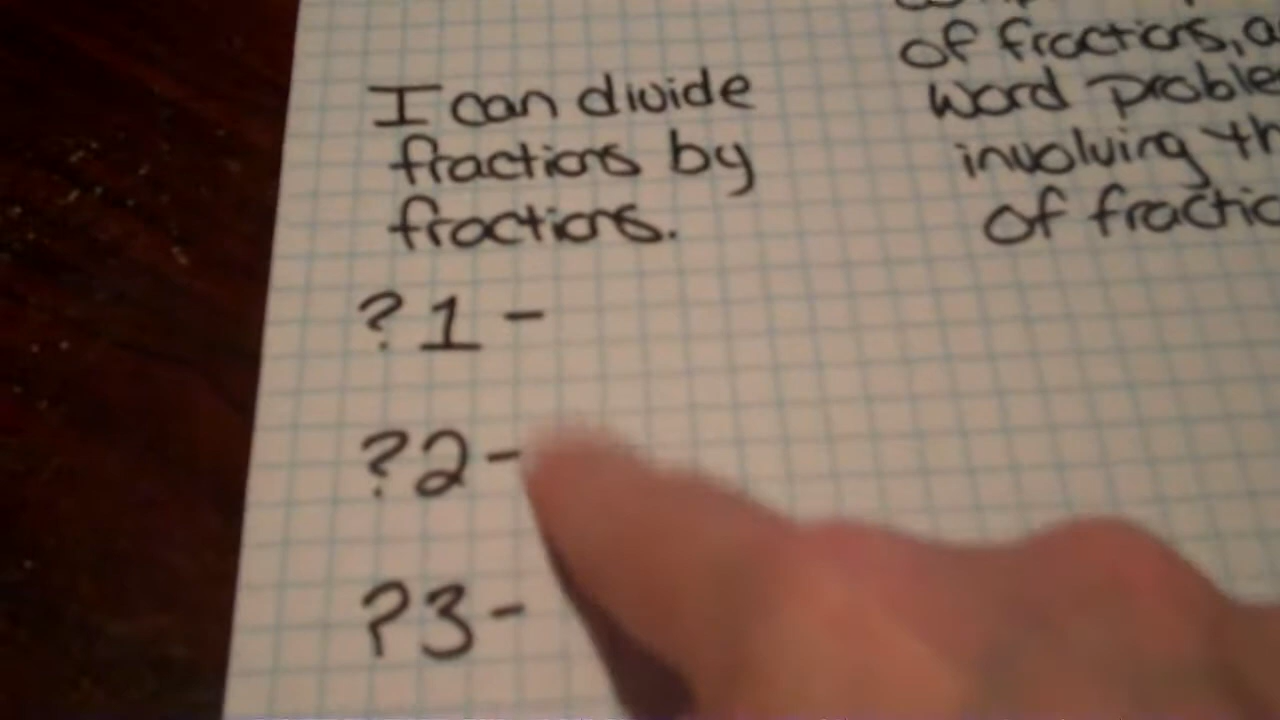 I can divide
fractions by
fractions.
?1-
?2-
?3-
of fractions,
word
involving
of